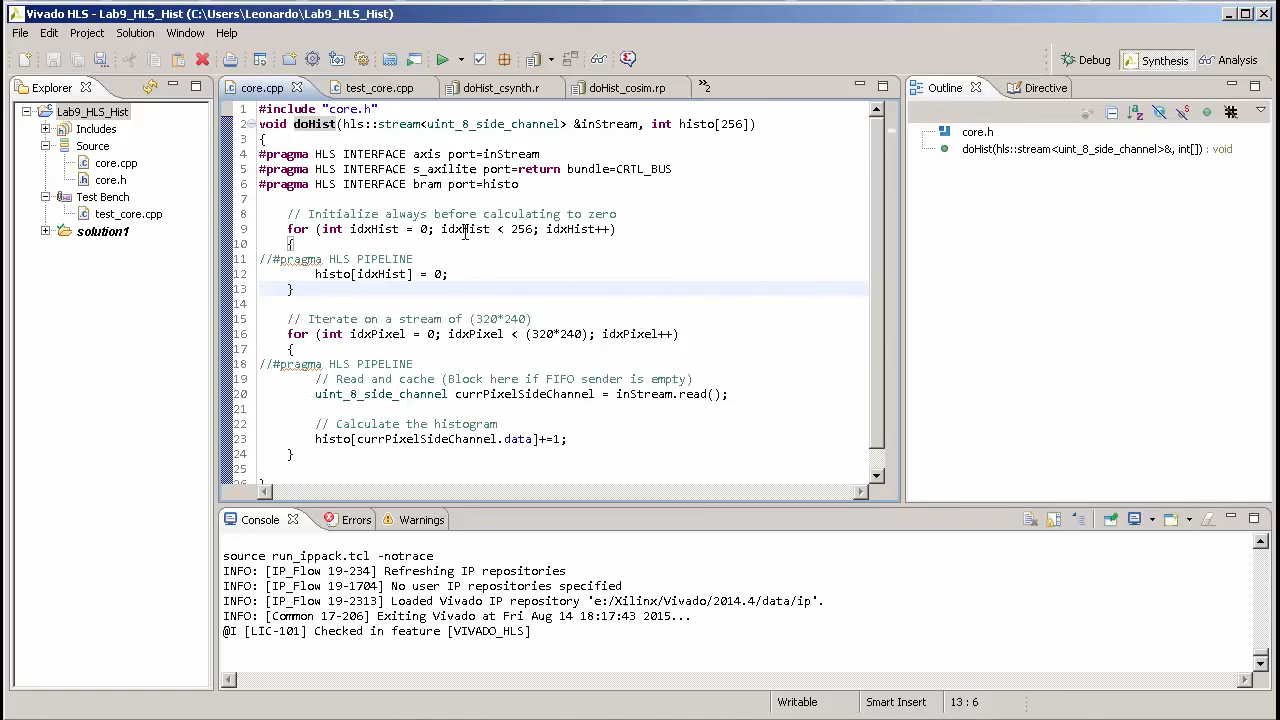 Vivado HLS - Lab9_HLS_Hist (C:\Users\Leonardo\Lab9_HLS_Hist)
File Edit Project Solution Window Help
Debug Synthesis Analysis
Explorer
Lab9_HLS_Hist
Includes
Source
core.cpp
core.h
Test Bench
test_core.cpp
solution1
core.cpp test_core.cpp doHist_csynth.r doHist_cosim.rp
1 #include "core.h"
2 void doHist(hls::stream<uint_8_side_channel> &inStream, int histo[256])
3 {
4 #pragma HLS INTERFACE axis port=inStream
5 #pragma HLS INTERFACE s_axilite port=return bundle=CRTL_BUS
6 #pragma HLS INTERFACE bram port=histo
7
8 // Initialize always before calculating to zero
9 for (int idxHist = 0; idxHist < 256; idxHist++)
10 {
11 //#pragma HLS PIPELINE
12 histo[idxHist] = 0;
13 }
14
15 // Iterate on a stream of (320*240)
16 for (int idxPixel = 0; idxPixel < (320*240); idxPixel++)
17 {
18 //#pragma HLS PIPELINE
19 // Read and cache (Block here if FIFO sender is empty)
20 uint_8_side_channel currPixelSideChannel = inStream.read();
21
22 // Calculate the histogram
23 histo[currPixelSideChannel.data]+=1;
24 }
25
26 }
Outline Directive
core.h
doHist(hls::stream<uint_8_side_channel>&, int[]) : void
Console Errors Warnings
source run_ippack.tcl -notrace
INFO: [IP_Flow 19-234] Refreshing IP repositories
INFO: [IP_Flow 19-1704] No user IP repositories specified
INFO: [IP_Flow 19-2313] Loaded Vivado IP repository 'e:/Xilinx/Vivado/2014.4/data/ip'.
INFO: [Common 17-206] Exiting Vivado at Fri Aug 14 18:17:43 2015...
@I [LIC-101] Checked in feature [VIVADO_HLS]
Writable Smart Insert 13 : 6